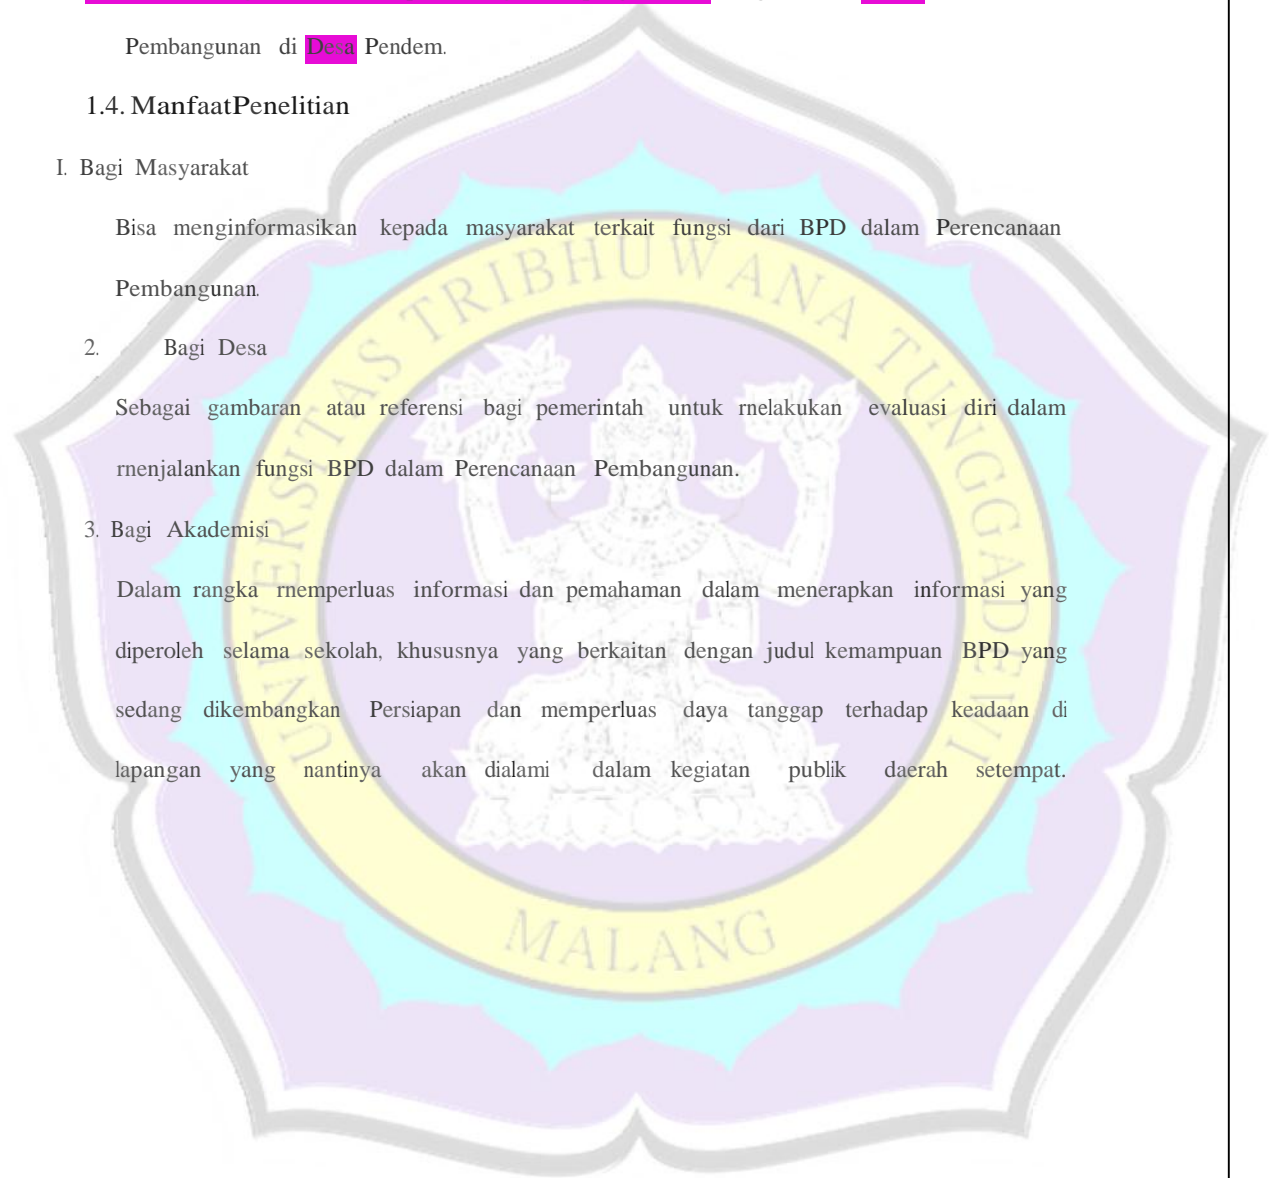 Pembangunan di Desa Pendem.
1.4. ManfaatPenelitian
I. Bagi Masyarakat
Bisa menginformasikan kepada masyarakat terkait fungsi dari BPD dalam Perencanaan
Pembangunan.
2. Bagi Desa
Sebagai gambaran atau referensi bagi pemerintah untuk rnelakukan evaluasi diri dalam
rnenjalankan fungsi BPD dalam Perencanaan Pembangunan.
3. Bagi Akademisi
Dalam rangka rnemperluas informasi dan pemahaman dalam menerapkan informasi yang
diperoleh selama sekolah, khususnya yang berkaitan dengan judul kemampuan BPD yang
sedang dikembangkan Persiapan dan memperluas daya tanggap terhadap keadaan di
lapangan yang nantinya akan dialami dalam kegiatan publik daerah setempat.
UNIVERSITAS TRIBHUWANA TUNGGADEWI
MALANG